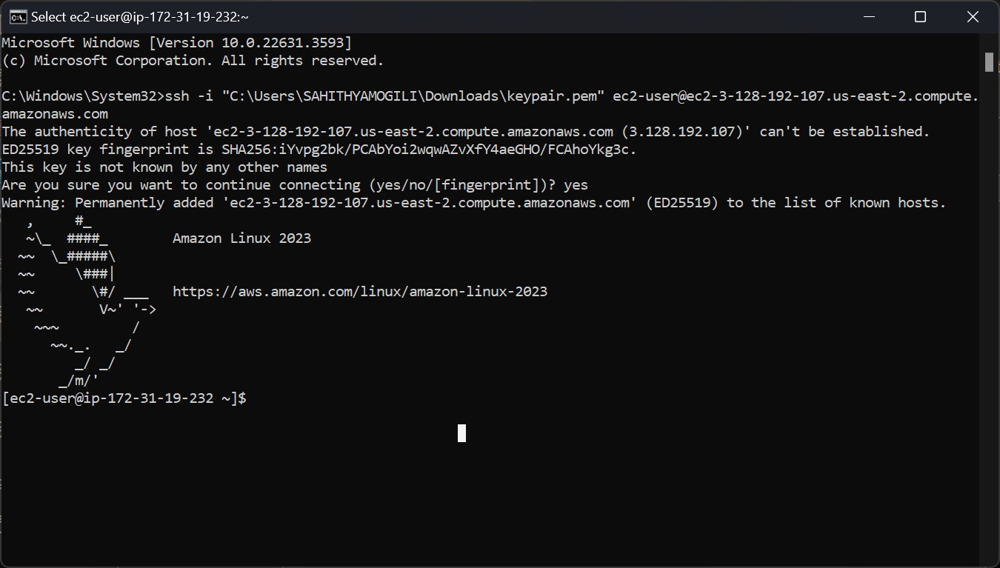 Select ec2-user@ip-172-31-19-232:~
Microsoft Windows [Version 10.0.22631.3593]
(c) Microsoft Corporation. All rights reserved.
C:\Windows\System32>ssh -i "C:\Users\SAHITHYAMOGILI\Downloads\keypair.pem" ec2-user@ec2-3-128-192-107.us-east-2.compute.
amazonaws.com
The authenticity of host 'ec2-3-128-192-107.us-east-2.compute.amazonaws.com (3.128.192.107)' can't be established.
ED25519 key fingerprint is SHA256:iYvpg2bk/PCAbYoi2wqwAZvXfY4aeGHO/FCAhoYkg3c.
This key is not known by any other names
Are you sure you want to continue connecting (yes/no/[fingerprint])? yes
Warning: Permanently added 'ec2-3-128-192-107.us-east-2.compute.amazonaws.com' (ED25519) to the list of known hosts.
   ,     #_
   ~\_  ####_        Amazon Linux 2023
  ~~  \_#####\
  ~~     \###|
  ~~       \#/ ___   https://aws.amazon.com/linux/amazon-linux-2023
   ~~       V~' '->
    ~~~         /
      ~~._.   _/
         _/ _/
       _/m/'
[ec2-user@ip-172-31-19-232 ~]$